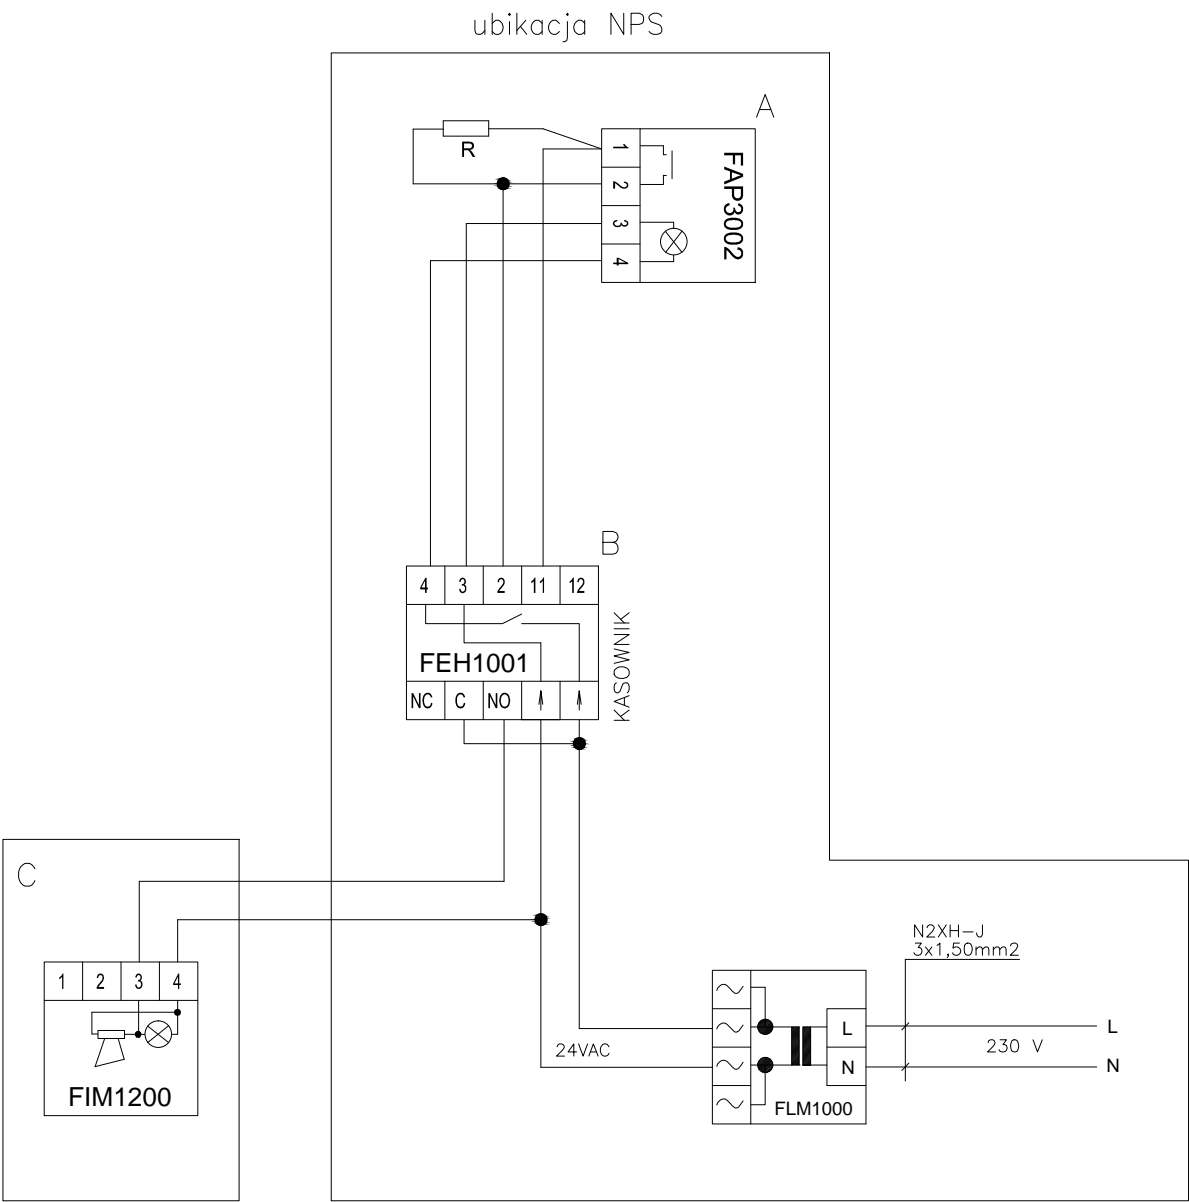 ubikacja NPS
A
R
1
2
3
4
FAP3002
B
4 3 2 11 12
FEH1001
NC C NO
KASOWNIK
C
1 2 3 4
FIM1200
24VAC
N2XH-J
3x1,50mm2
L
N
230 V
L
N
FLM1000